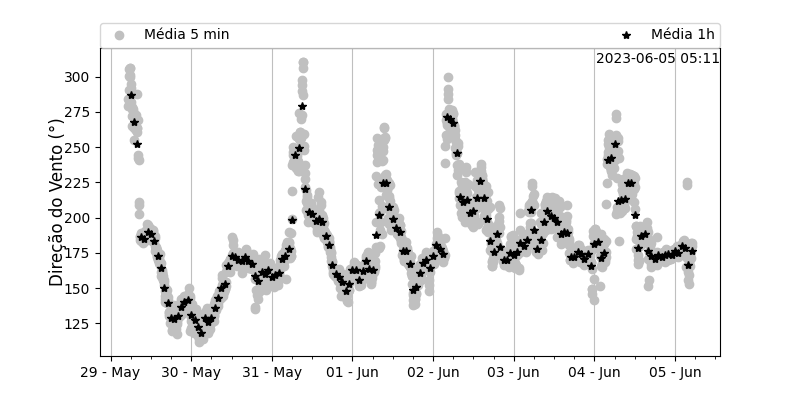 Média 5 min
Média 1h
2023-06-05 05:11
Direção do Vento (°)
300
275
250
225
200
175
150
125
29 - May
30 - May
31 - May
01 - Jun
02 - Jun
03 - Jun
04 - Jun
05 - Jun